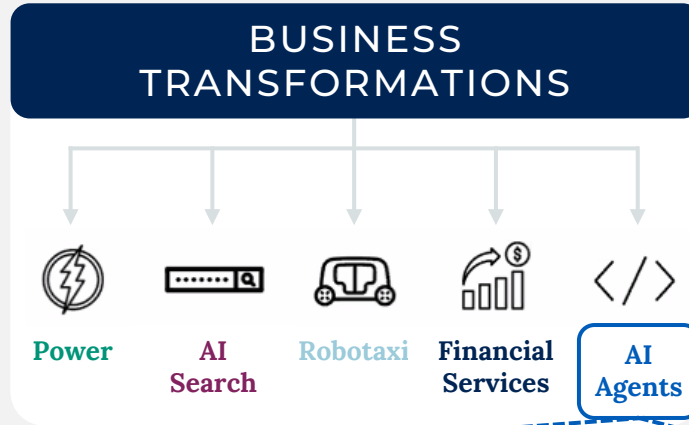 BUSINESS
TRANSFORMATIONS
$
</>
Power
AI
Search
Robotaxi
Financial
Services
AI
Agents